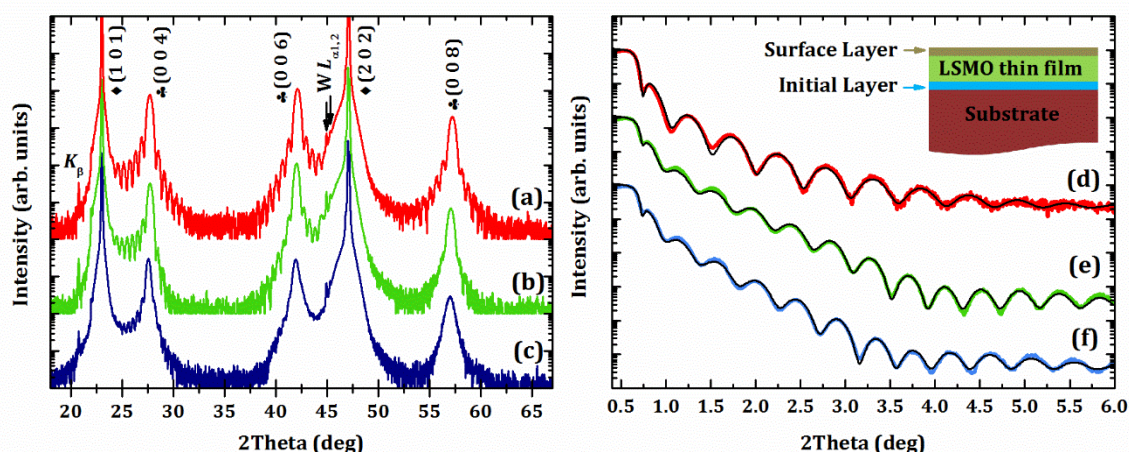 Intensity (arb. units)
Kβ
♦(1 0 1)
♣(0 0 4)
♣(0 0 6)
W Lα1,2
♦(2 0 2)
♣(0 0 8)
(a)
(b)
(c)
20 25 30 35 40 45 50 55 60 65
2Theta (deg)
Intensity (arb. units)
Surface Layer
LSMO thin film
Initial Layer
Substrate
(d)
(e)
(f)
0.5 1.0 1.5 2.0 2.5 3.0 3.5 4.0 4.5 5.0 5.5 6.0
2Theta (deg)